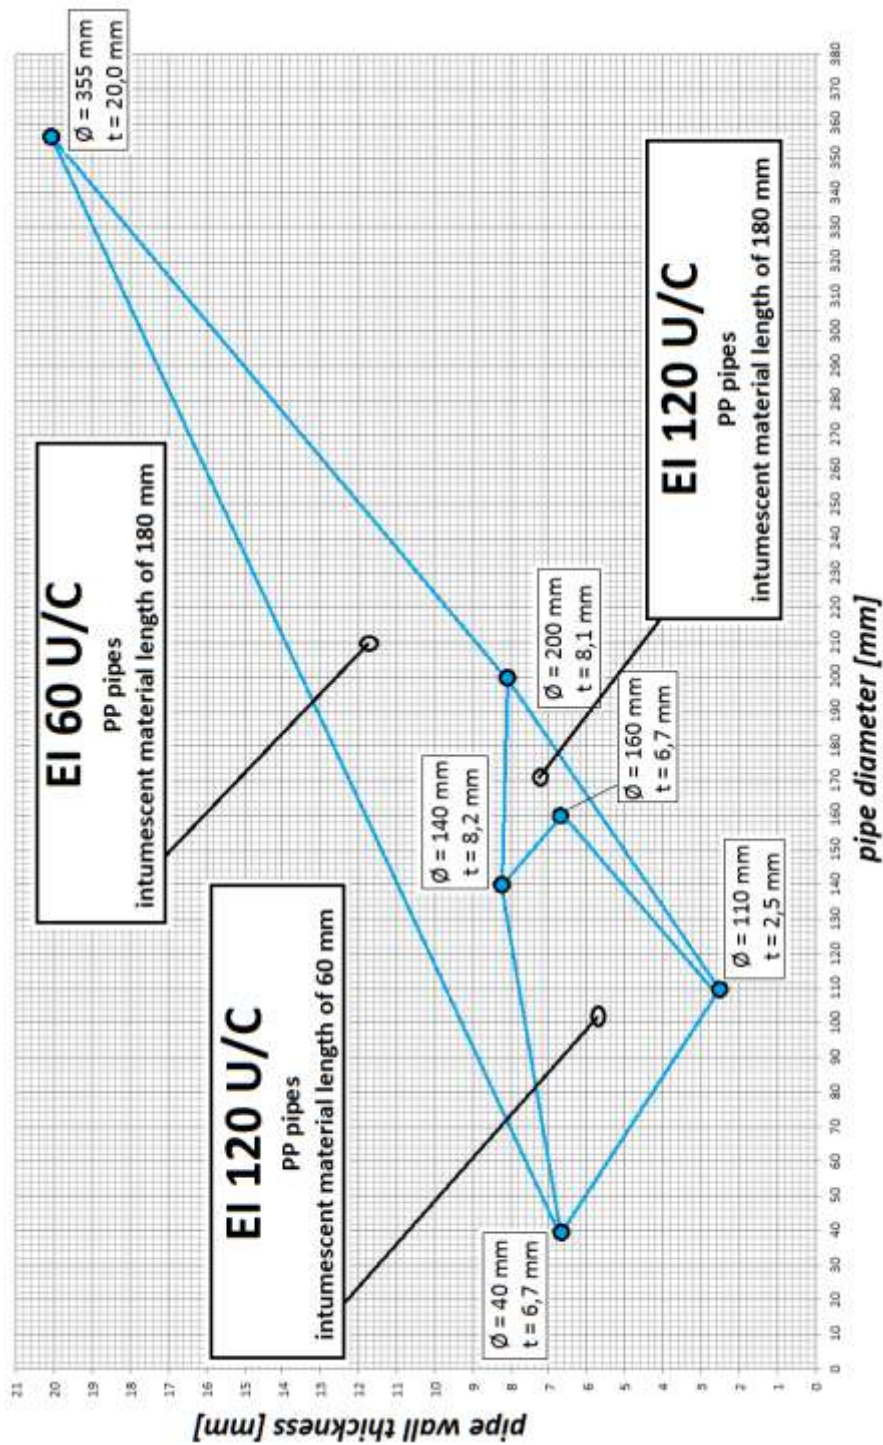 EI 60 U/C
PP pipes
intumescent material length of 180 mm
EI 120 U/C
PP pipes
intumescent material length of 60 mm
EI 120 U/C
PP pipes
intumescent material length of 180 mm
Ø = 355 mm
t = 20,0 mm
Ø = 140 mm
t = 8,2 mm
Ø = 200 mm
t = 8,1 mm
Ø = 160 mm
t = 6,7 mm
Ø = 40 mm
t = 6,7 mm
Ø = 110 mm
t = 2,5 mm
pipe wall thickness [mm]
21
20
19
18
17
16
15
14
13
12
11
10
9
8
7
6
5
4
3
2
1
0
0 10 20 30 40 50 60 70 80 90 100 110 120 130 140 150 160 170 180 190 200 210 220 230 240 250 260 270 280 290 300 310 320 330 340 350 360 370 380
pipe diameter [mm]